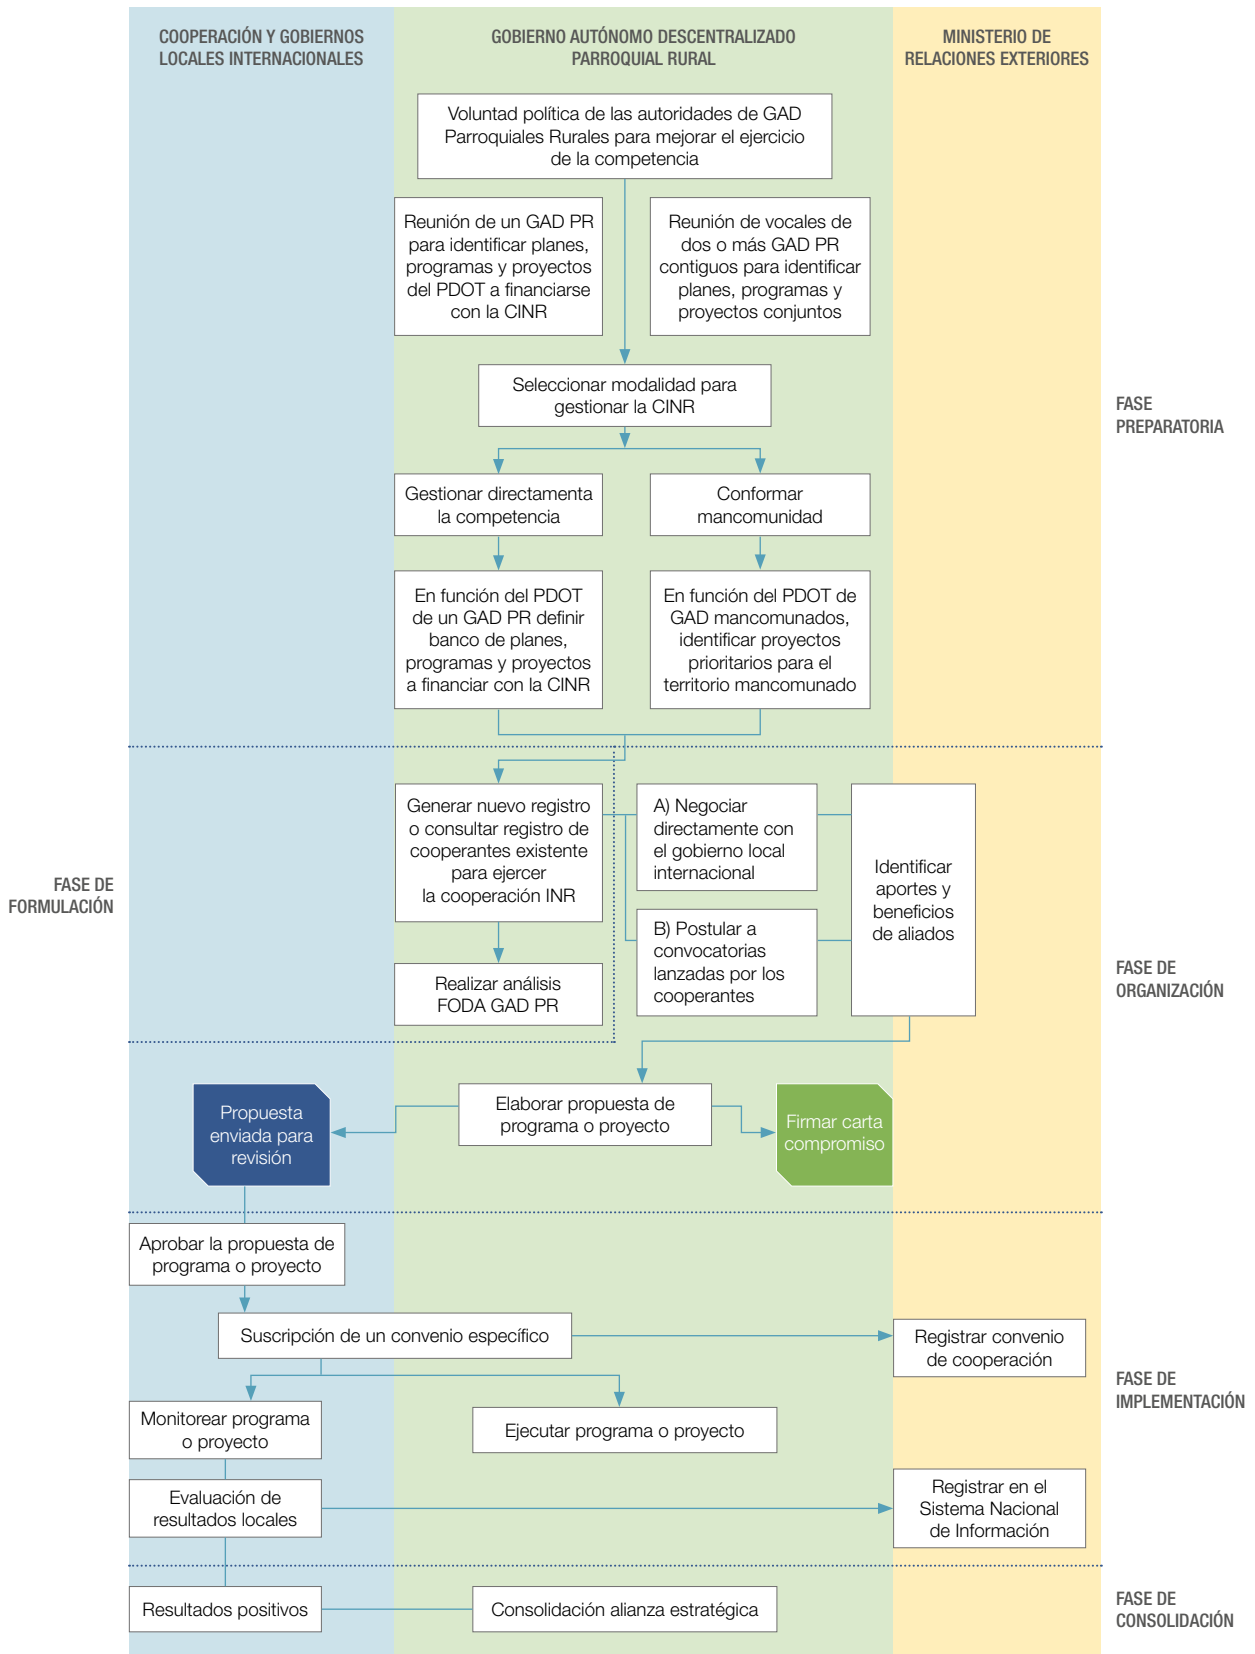 COOPERACIÓN Y GOBIERNOS
LOCALES INTERNACIONALES
GOBIERNO AUTÓNOMO DESCENTRALIZADO
PARROQUIAL RURAL
MINISTERIO DE
RELACIONES EXTERIORES
Voluntad política de las autoridades de GAD
Parroquiales Rurales para mejorar el ejercicio
de la competencia
Reunión de un GAD PR
para identificar planes,
programas y proyectos
del PDOT a financiarse
con la CINR
Reunión de vocales de
dos o más GAD PR
contiguos para identificar
planes, programas y
proyectos conjuntos
Seleccionar modalidad para
gestionar la CINR
FASE
PREPARATORIA
Gestionar directamenta
la competencia
Conformar
mancomunidad
En función del PDOT
de un GAD PR definir
banco de planes,
programas y proyectos
a financiar con la CINR
En función del PDOT de
GAD mancomunados,
identificar proyectos
prioritarios para el
territorio mancomunado
FASE DE
FORMULACIÓN
Generar nuevo registro
o consultar registro de
cooperantes existente
para ejercer
la cooperación INR
Realizar análisis
FODA GAD PR
A) Negociar
directamente con
el gobierno local
internacional
B) Postular a
convocatorias
lanzadas por los
cooperantes
Identificar
aportes y
beneficios
de aliados
FASE DE
ORGANIZACIÓN
Propuesta
enviada para
revisión
Elaborar propuesta de
programa o proyecto
Firmar carta
compromiso
Aprobar la propuesta de
programa o proyecto
Suscripción de un convenio específico
Registrar convenio
de cooperación
FASE DE
IMPLEMENTACIÓN
Monitorear programa
o proyecto
Ejecutar programa o proyecto
Evaluación de
resultados locales
Registrar en el
Sistema Nacional
de Información
Resultados positivos
Consolidación alianza estratégica
FASE DE
CONSOLIDACIÓN